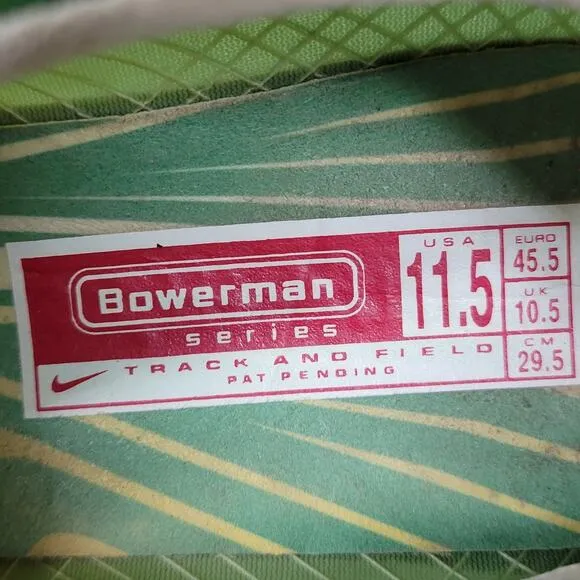 Bowerman
series
TRACK AND FIELD
PAT PENDING
USA
11.5
EURO
45.5
UK
10.5
CM
29.5